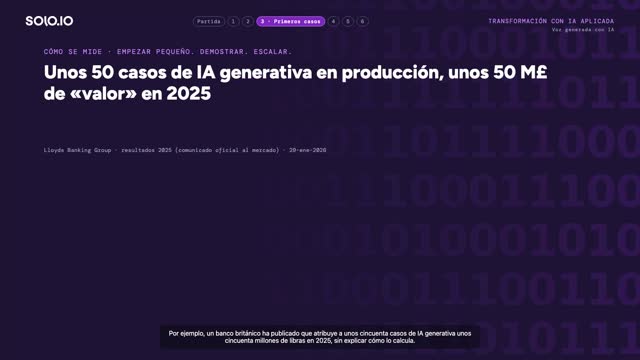 SOLO.IO
Partida 1 2 3 · Primeros casos 4 5 6
TRANSFORMACIÓN CON IA APLICADA
Voz generada con IA
CÓMO SE MIDE · EMPEZAR PEQUEÑO. DEMOSTRAR. ESCALAR.
Unos 50 casos de IA generativa en producción, unos 50 M£
de «valor» en 2025
Lloyds Banking Group · resultados 2025 (comunicado oficial al mercado) · 29-ene-2026
Por ejemplo, un banco británico ha publicado que atribuye a unos cincuenta casos de IA generativa unos
cincuenta millones de libras en 2025, sin explicar cómo lo calcula.